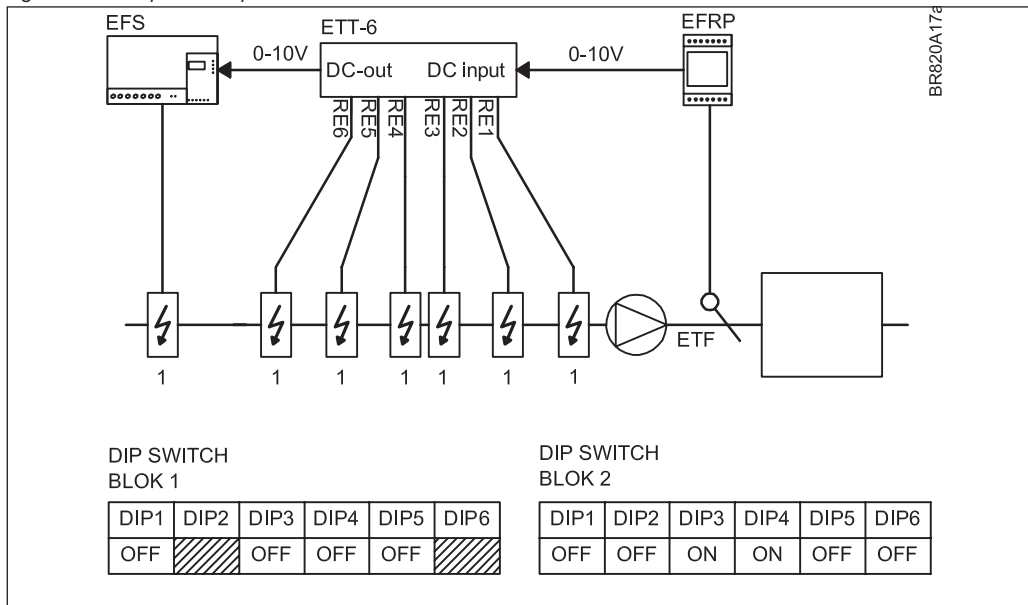 EFS
ETT-6
EFRP
BR820A17a
0-10V
0-10V
DC-out
DC input
RE6
RE5
RE4
RE3
RE2
RE1
ETF
1 1 1 1 1 1 1
DIP SWITCH
BLOK 1
DIP1 DIP2 DIP3 DIP4 DIP5 DIP6
OFF OFF OFF OFF
DIP SWITCH
BLOK 2
DIP1 DIP2 DIP3 DIP4 DIP5 DIP6
OFF OFF ON ON OFF OFF